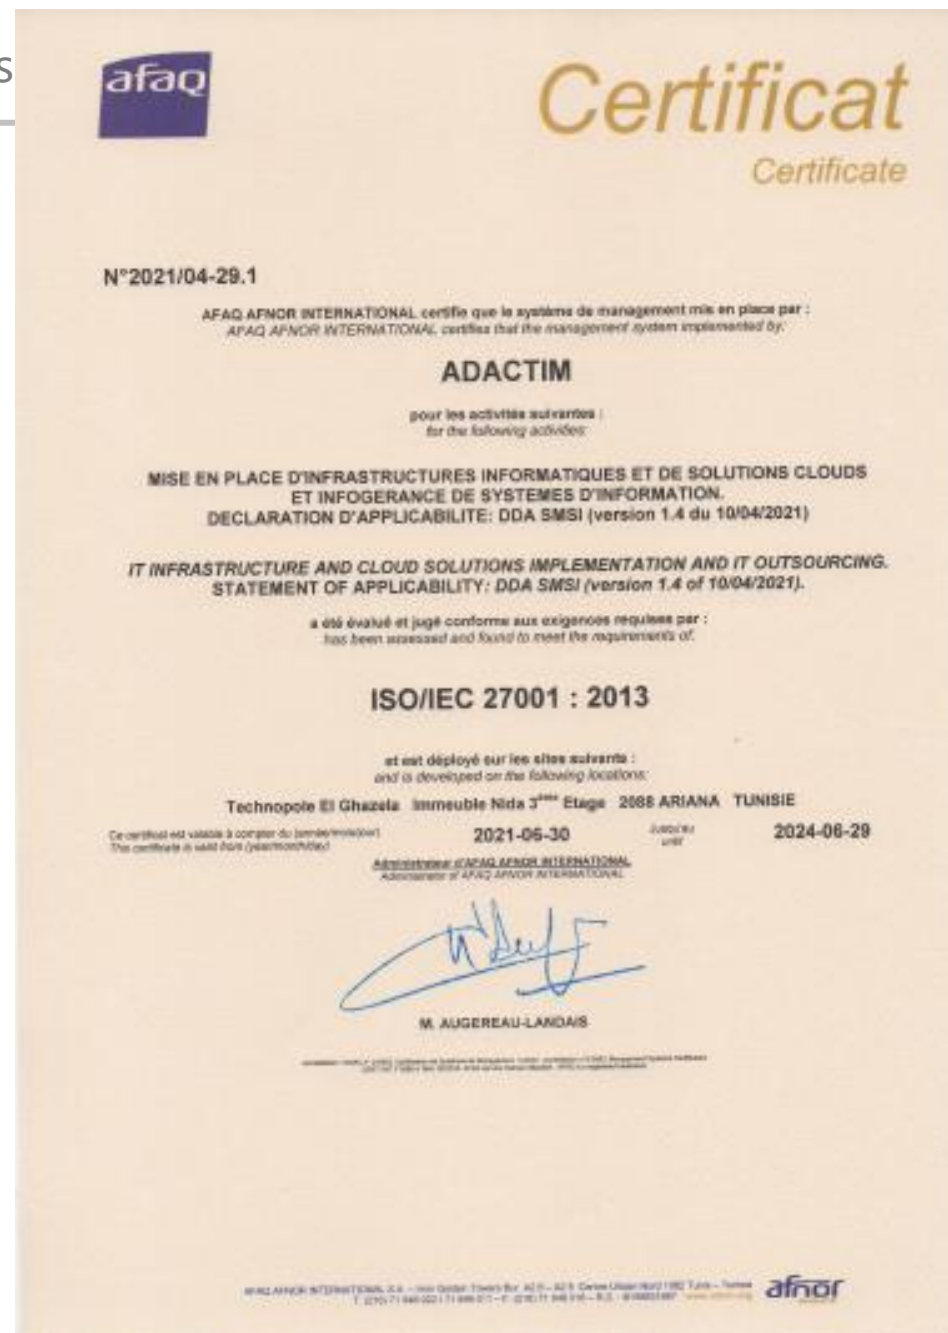 s
afaq
Certificat
Certificate
N°2021/04-29.1
AFAQ AFNOR INTERNATIONAL certifie que le système de management mis en place par :
AFAQ AFNOR INTERNATIONAL certifies that the management system implemented by:
ADACTIM
pour les activités suivantes :
for the following activities:
MISE EN PLACE D'INFRASTRUCTURES INFORMATIQUES ET DE SOLUTIONS CLOUDS
ET INFOGERANCE DE SYSTEMES D'INFORMATION.
DECLARATION D'APPLICABILITE: DDA SMSI (version 1.4 du 10/04/2021)
IT INFRASTRUCTURE AND CLOUD SOLUTIONS IMPLEMENTATION AND IT OUTSOURCING.
STATEMENT OF APPLICABILITY: DDA SMSI (version 1.4 of 10/04/2021).
a été évalué et jugé conforme aux exigences requises par :
has been assessed and found to meet the requirements of:
ISO/IEC 27001 : 2013
et est déployé sur les sites suivants :
and is developed on the following locations:
Technopole El Ghazela Immeuble Nida 3ème Etage 2088 ARIANA TUNISIE
Ce certificat est valable à compter du (année/mois/jour) 2021-06-30 Jusqu'au 2024-06-29
This certificate is valid from (year/month/day) until
Administrateur d'AFAQ AFNOR INTERNATIONAL
Administrator of AFAQ AFNOR INTERNATIONAL
M. AUGEREAU-LANDAIS
AFAQ AFNOR INTERNATIONAL S.A. Tunis – Tunisie
afnor